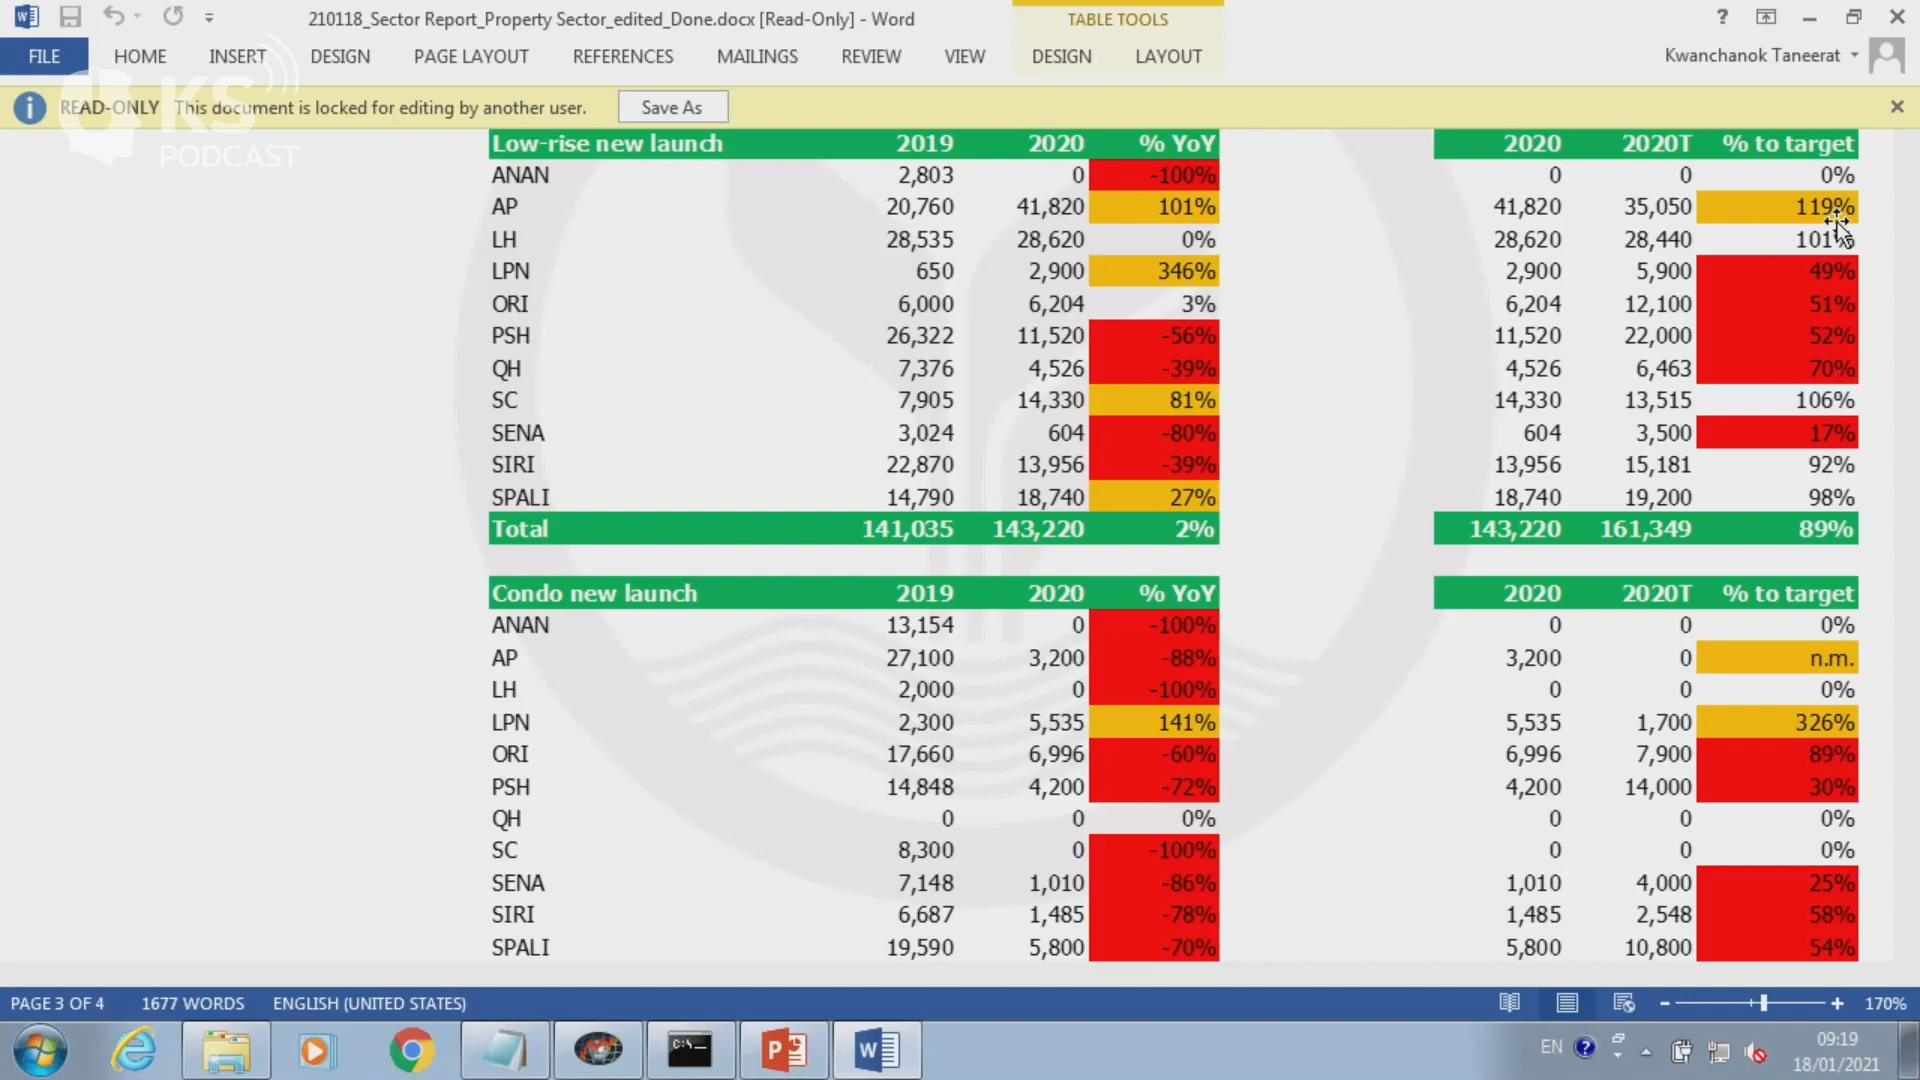 210118_Sector Report_Property Sector_edited_Done.docx [Read-Only] - Word
TABLE TOOLS
FILE HOME INSERT DESIGN PAGE LAYOUT REFERENCES MAILINGS REVIEW VIEW DESIGN LAYOUT
Kwanchanok Taneerat
READ-ONLY This document is locked for editing by another user. Save As
KS
PODCAST
Low-rise new launch 2019 2020 % YoY 2020 2020T % to target
ANAN 2,803 0 -100% 0 0 0%
AP 20,760 41,820 101% 41,820 35,050 119%
LH 28,535 28,620 0% 28,620 28,440 101%
LPN 650 2,900 346% 2,900 5,900 49%
ORI 6,000 6,204 3% 6,204 12,100 51%
PSH 26,322 11,520 -56% 11,520 22,000 52%
QH 7,376 4,526 -39% 4,526 6,463 70%
SC 7,905 14,330 81% 14,330 13,515 106%
SENA 3,024 604 -80% 604 3,500 17%
SIRI 22,870 13,956 -39% 13,956 15,181 92%
SPALI 14,790 18,740 27% 18,740 19,200 98%
Total 141,035 143,220 2% 143,220 161,349 89%
Condo new launch 2019 2020 % YoY 2020 2020T % to target
ANAN 13,154 0 -100% 0 0 0%
AP 27,100 3,200 -88% 3,200 0 n.m.
LH 2,000 0 -100% 0 0 0%
LPN 2,300 5,535 141% 5,535 1,700 326%
ORI 17,660 6,996 -60% 6,996 7,900 89%
PSH 14,848 4,200 -72% 4,200 14,000 30%
QH 0 0 0% 0 0 0%
SC 8,300 0 -100% 0 0 0%
SENA 7,148 1,010 -86% 1,010 4,000 25%
SIRI 6,687 1,485 -78% 1,485 2,548 58%
SPALI 19,590 5,800 -70% 5,800 10,800 54%
PAGE 3 OF 4 1677 WORDS ENGLISH (UNITED STATES) 170%
EN
09:19
18/01/2021